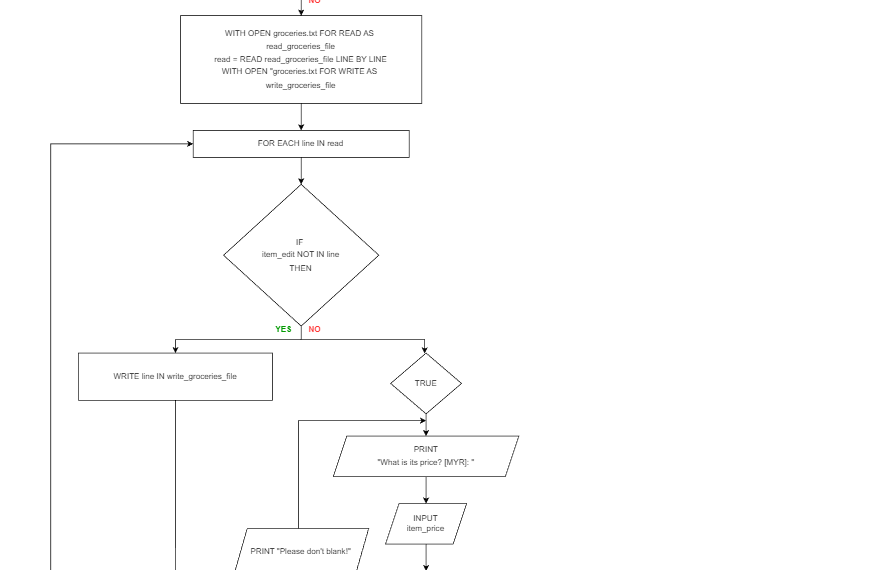 NO
WITH OPEN groceries.txt FOR READ AS
read_groceries_file
read = READ read_groceries_file LINE BY LINE
WITH OPEN "groceries.txt FOR WRITE AS
write_groceries_file
FOR EACH line IN read
IF
item_edit NOT IN line
THEN
YES NO
WRITE line IN write_groceries_file
TRUE
PRINT
"What is its price? [MYR]: "
INPUT
item_price
PRINT "Please don't blank!"